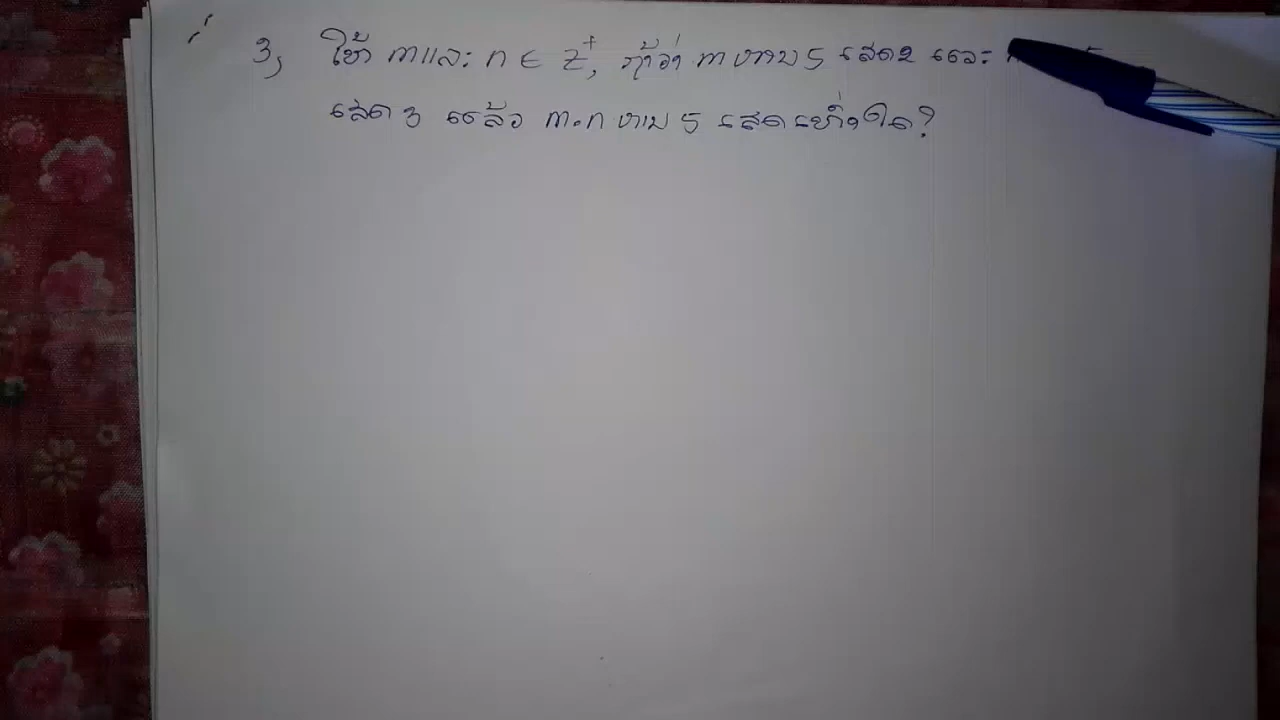 3, ໃຫ້ m ແລະ n ∈ Z⁺, ຖ້າວ່າ m ຫານ 5 ເສດ 2 ແລະ
ເສດ 3 ແລ້ວ m.n ຫານ 5 ເສດເທົ່າໃດ?